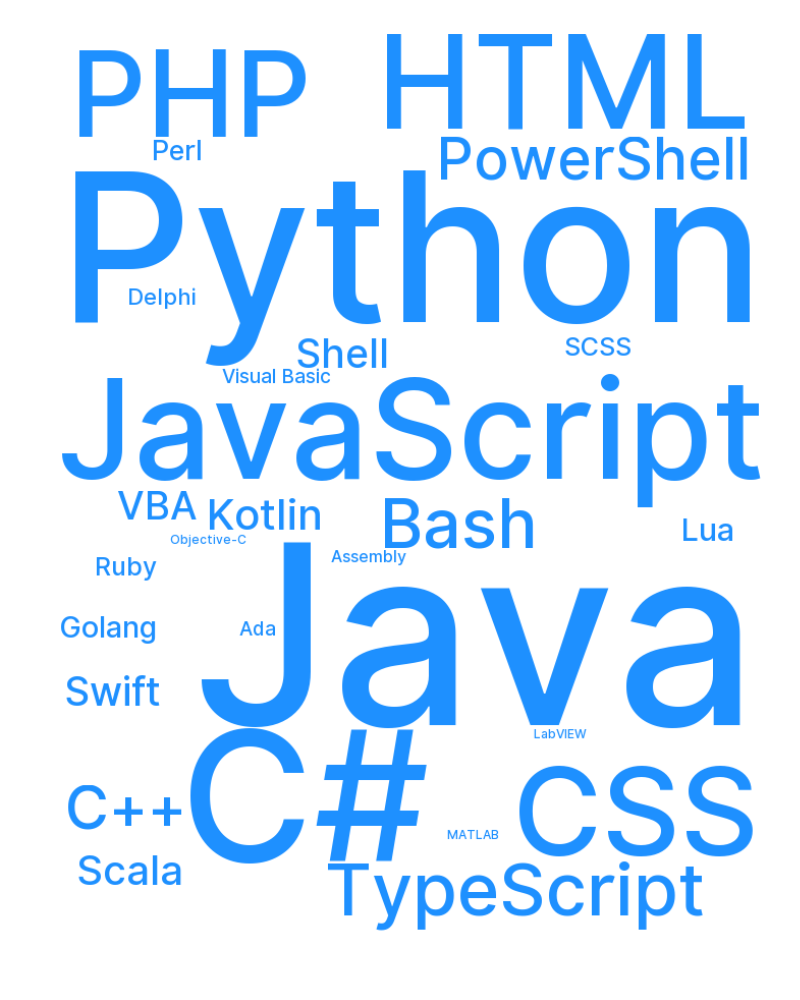 PHP
HTML
Perl
PowerShell
Python
Delphi
Shell
SCSS
Visual Basic
JavaScript
VBA
Kotlin
Bash
Lua
Objective-C
Assembly
Ruby
Java
Golang
Ada
Swift
LabVIEW
C#
C++
CSS
MATLAB
Scala
TypeScript